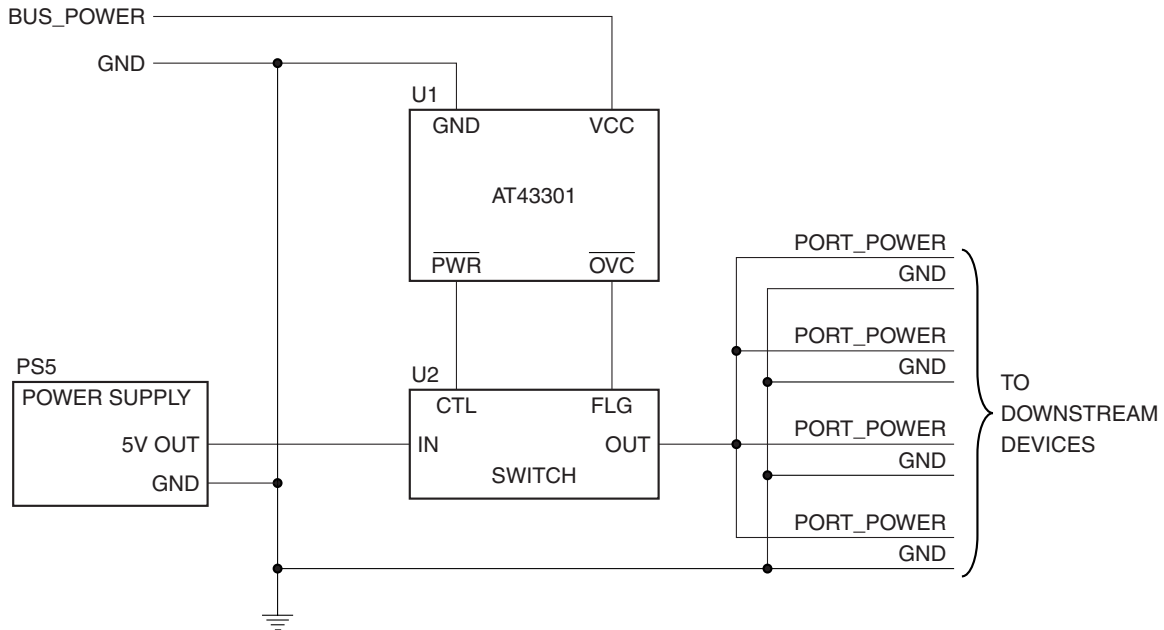 BUS_POWER
GND
U1
GND VCC
AT43301
PWR OVC
PS5
POWER SUPPLY
5V OUT
GND
U2
CTL FLG
IN OUT
SWITCH
PORT_POWER
GND
PORT_POWER
GND
PORT_POWER
GND
PORT_POWER
GND
TO
DOWNSTREAM
DEVICES